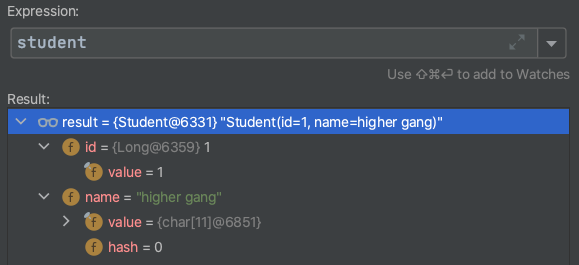 Expression:
student
Use ⇧⌘⏎ to add to Watches
Result:
result = {Student@6331} "Student(id=1, name=higher gang)"
f id = {Long@6359} 1
f value = 1
f name = "higher gang"
f value = {char[11]@6851}
f hash = 0